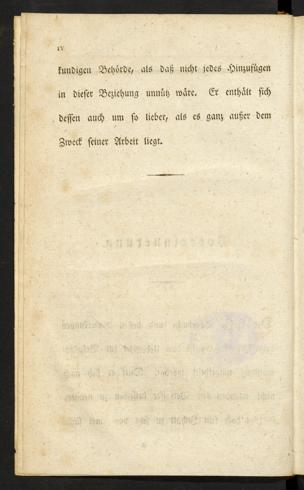 IV
kundigen Behörde, als daß nicht jedes Hinzufügen
in dieser Beziehung unnütz wäre. Er enthält sich
dessen auch um so lieber, als es ganz außer dem
Zweck seiner Arbeit liegt.